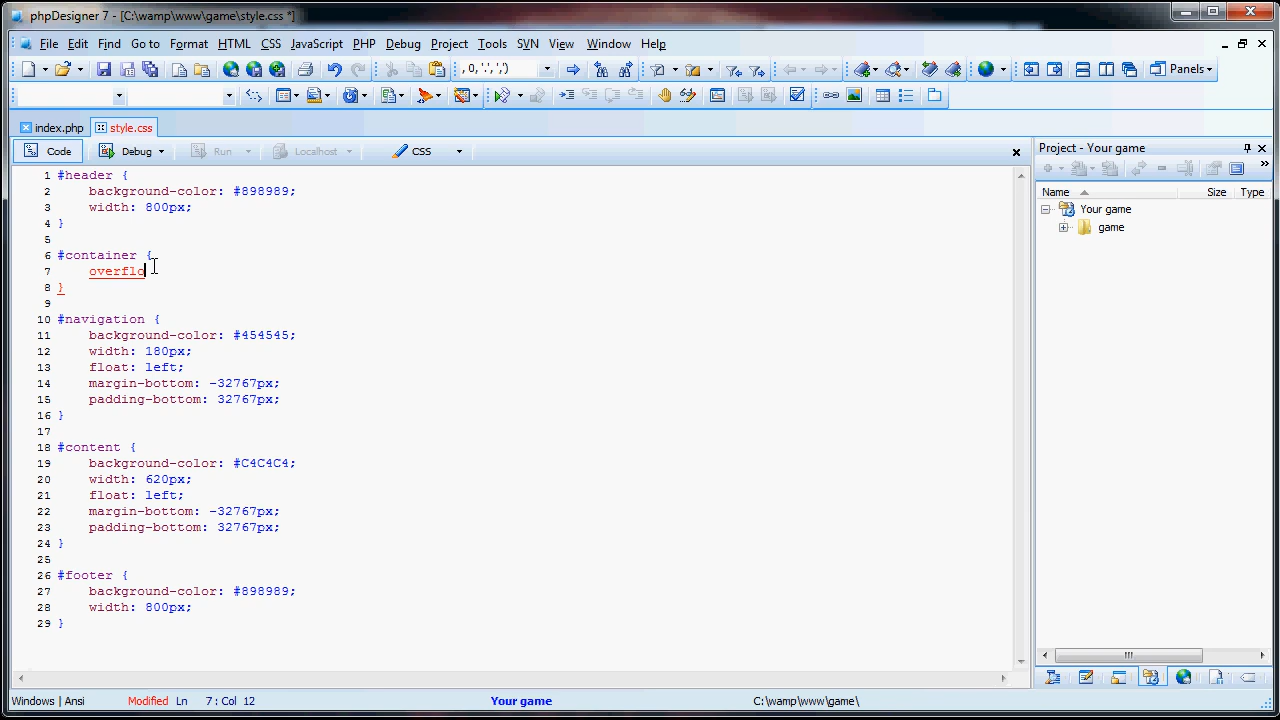 phpDesigner 7 - [C:\wamp\www\game\style.css *]
File Edit Find Go to Format HTML CSS JavaScript PHP Debug Project Tools SVN View Window Help
, 0,'.',',')
Panels
index.php style.css
Code Debug Run Localhost CSS
1 #header {
2 background-color: #898989;
3 width: 800px;
4 }
5
6 #container {
7 overflo
8 }
9
10 #navigation {
11 background-color: #454545;
12 width: 180px;
13 float: left;
14 margin-bottom: -32767px;
15 padding-bottom: 32767px;
16 }
17
18 #content {
19 background-color: #C4C4C4;
20 width: 620px;
21 float: left;
22 margin-bottom: -32767px;
23 padding-bottom: 32767px;
24 }
25
26 #footer {
27 background-color: #898989;
28 width: 800px;
29 }
Project - Your game
Name Size Type
Your game
game
Windows | Ansi Modified Ln 7 : Col 12 Your game C:\wamp\www\game\